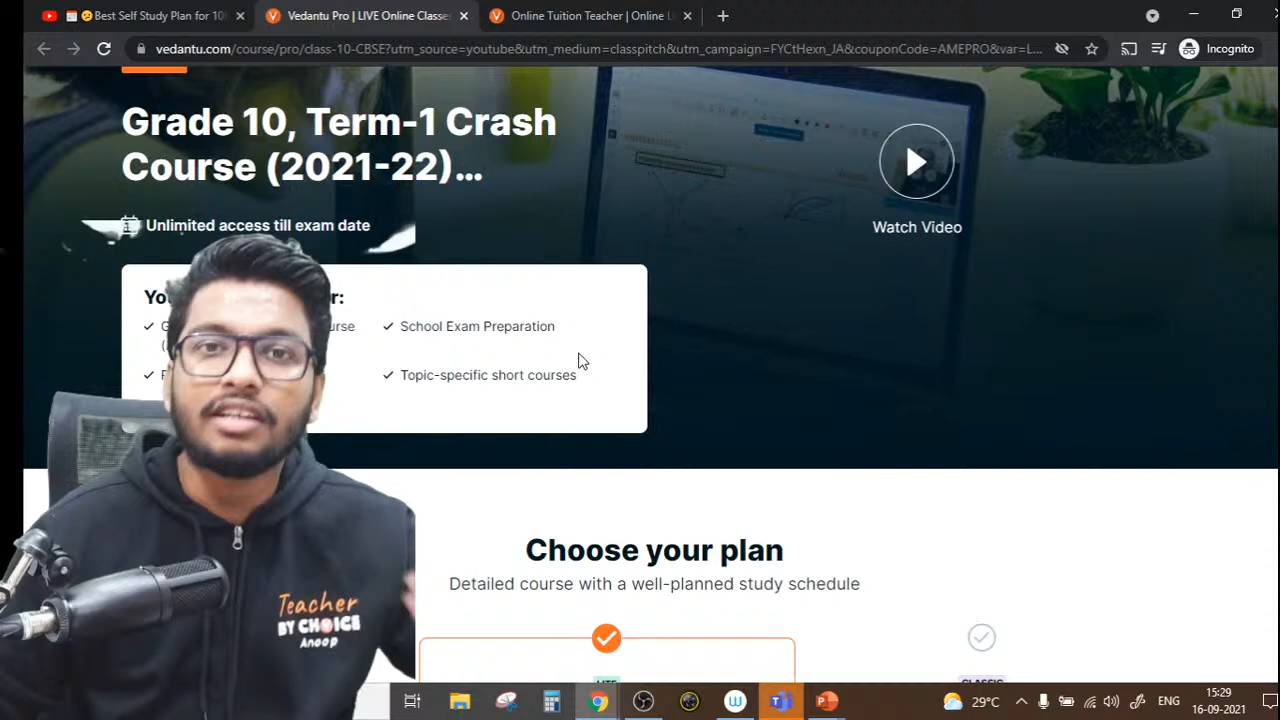 Best Self Study Plan for 10
Vedantu Pro | LIVE Online Classe
Online Tuition Teacher | Online L
vedantu.com/course/pro/class-10-CBSE?utm_source=youtube&utm_medium=classpitch&utm_campaign=FYCtHexn_JA&couponCode=AMEPRO&var=L...
Incognito
Grade 10, Term-1 Crash
Course (2021-22)...
Unlimited access till exam date
Watch Video
School Exam Preparation
Topic-specific short courses
Choose your plan
Detailed course with a well-planned study schedule
Teacher
BY CHOICE
Anoop
29°C
ENG
15:29
16-09-2021